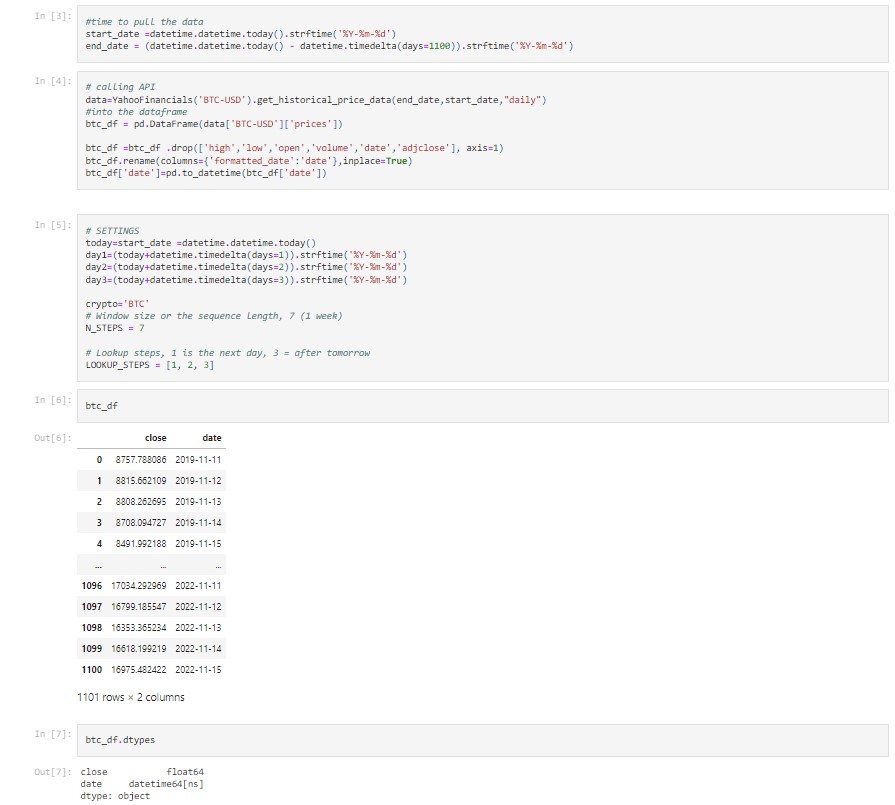 In [3]:
#time to pull the data
start_date =datetime.datetime.today().strftime('%Y-%m-%d')
end_date = (datetime.datetime.today() - datetime.timedelta(days=1100)).strftime('%Y-%m-%d')
In [4]:
# calling API
data=YahooFinancials('BTC-USD').get_historical_price_data(end_date,start_date,"daily")
#into the dataframe
btc_df = pd.DataFrame(data['BTC-USD']['prices'])
btc_df =btc_df .drop(['high','low','open','volume','date','adjclose'], axis=1)
btc_df.rename(columns={'formatted_date':'date'},inplace=True)
btc_df['date']=pd.to_datetime(btc_df['date'])
In [5]:
# SETTINGS
today=start_date =datetime.datetime.today()
day1=(today+datetime.timedelta(days=1)).strftime('%Y-%m-%d')
day2=(today+datetime.timedelta(days=2)).strftime('%Y-%m-%d')
day3=(today+datetime.timedelta(days=3)).strftime('%Y-%m-%d')
crypto='BTC'
# Window size or the sequence length, 7 (1 week)
N_STEPS = 7
# Lookup steps, 1 is the next day, 3 = after tomorrow
LOOKUP_STEPS = [1, 2, 3]
In [6]:
btc_df
Out[6]:
close date
0 8757.788086 2019-11-11
1 8815.662109 2019-11-12
2 8808.262695 2019-11-13
3 8708.094727 2019-11-14
4 8491.992188 2019-11-15
... ... ...
1096 17034.292969 2022-11-11
1097 16799.185547 2022-11-12
1098 16353.365234 2022-11-13
1099 16618.199219 2022-11-14
1100 16975.482422 2022-11-15
1101 rows × 2 columns
In [7]:
btc_df.dtypes
Out[7]:
close float64
date datetime64[ns]
dtype: object